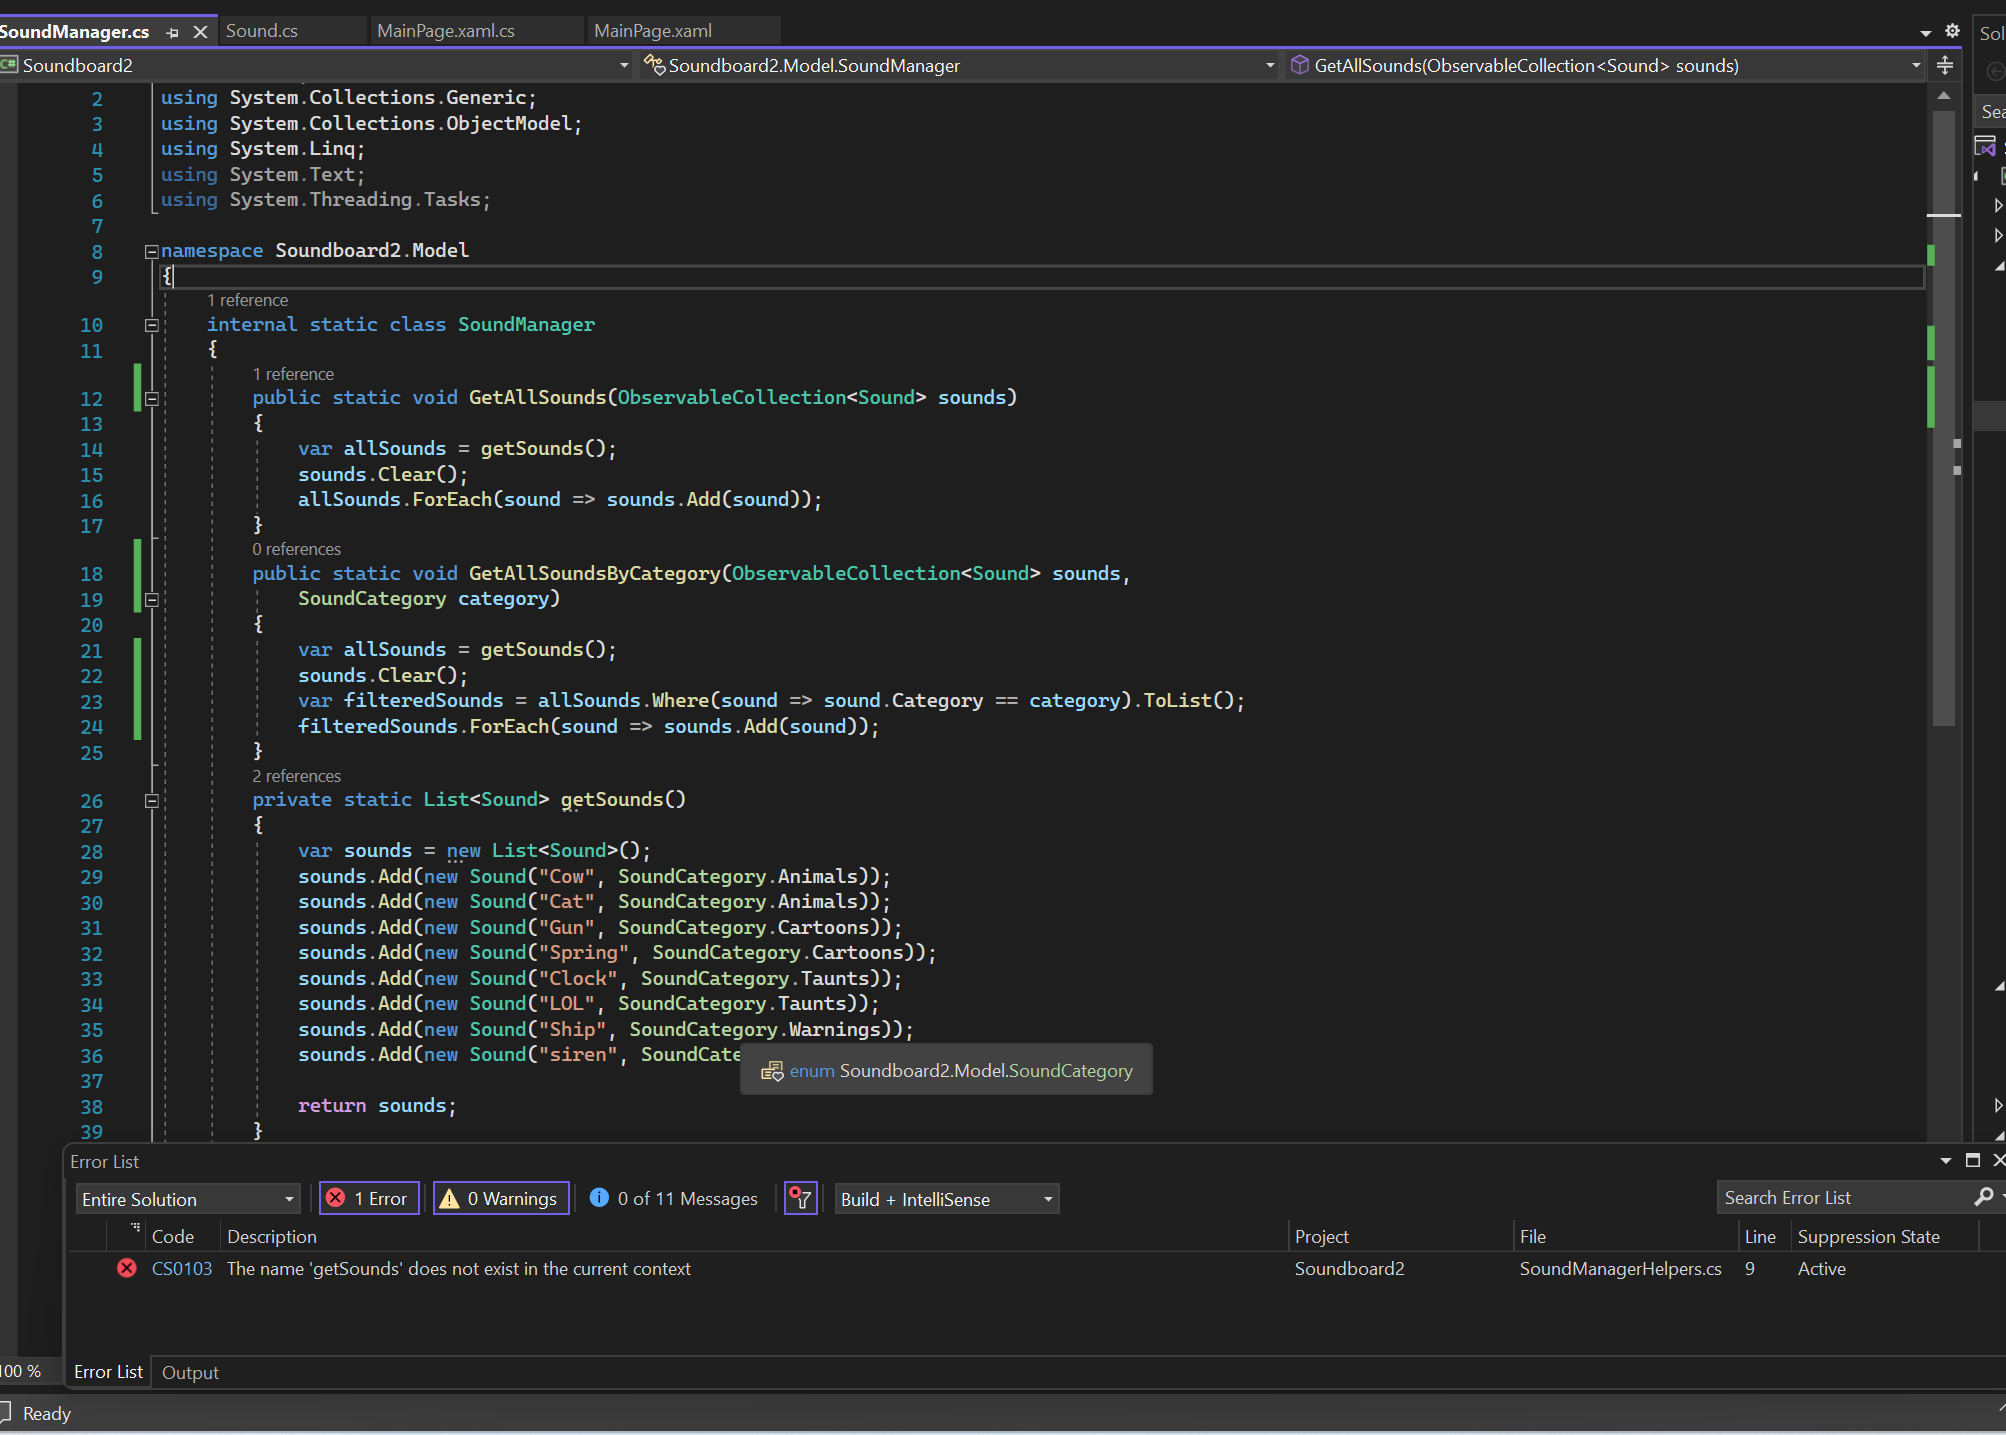 SoundManager.cs
Sound.cs
MainPage.xaml.cs
MainPage.xaml
Sol
C# Soundboard2
Soundboard2.Model.SoundManager
GetAllSounds(ObservableCollection<Sound> sounds)
Sea
2 using System.Collections.Generic;
3 using System.Collections.ObjectModel;
4 using System.Linq;
5 using System.Text;
6 using System.Threading.Tasks;
7
8 namespace Soundboard2.Model
9 {
1 reference
10 internal static class SoundManager
11 {
1 reference
12 public static void GetAllSounds(ObservableCollection<Sound> sounds)
13 {
14 var allSounds = getSounds();
15 sounds.Clear();
16 allSounds.ForEach(sound => sounds.Add(sound));
17 }
0 references
18 public static void GetAllSoundsByCategory(ObservableCollection<Sound> sounds,
19 SoundCategory category)
20 {
21 var allSounds = getSounds();
22 sounds.Clear();
23 var filteredSounds = allSounds.Where(sound => sound.Category == category).ToList();
24 filteredSounds.ForEach(sound => sounds.Add(sound));
25 }
2 references
26 private static List<Sound> getSounds()
27 {
28 var sounds = new List<Sound>();
29 sounds.Add(new Sound("Cow", SoundCategory.Animals));
30 sounds.Add(new Sound("Cat", SoundCategory.Animals));
31 sounds.Add(new Sound("Gun", SoundCategory.Cartoons));
32 sounds.Add(new Sound("Spring", SoundCategory.Cartoons));
33 sounds.Add(new Sound("Clock", SoundCategory.Taunts));
34 sounds.Add(new Sound("LOL", SoundCategory.Taunts));
35 sounds.Add(new Sound("Ship", SoundCategory.Warnings));
36 sounds.Add(new Sound("siren", SoundCate
enum Soundboard2.Model.SoundCategory
37
38 return sounds;
39 }
Error List
Entire Solution
1 Error
0 Warnings
0 of 11 Messages
Build + IntelliSense
Search Error List
Code Description Project File Line Suppression State
CS0103 The name 'getSounds' does not exist in the current context Soundboard2 SoundManagerHelpers.cs 9 Active
100 %
Error List
Output
Ready